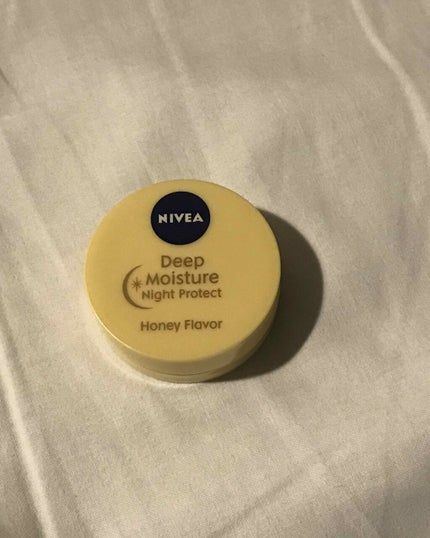 NIVEA
Deep
Moisture
Night Protect
Honey Flavor